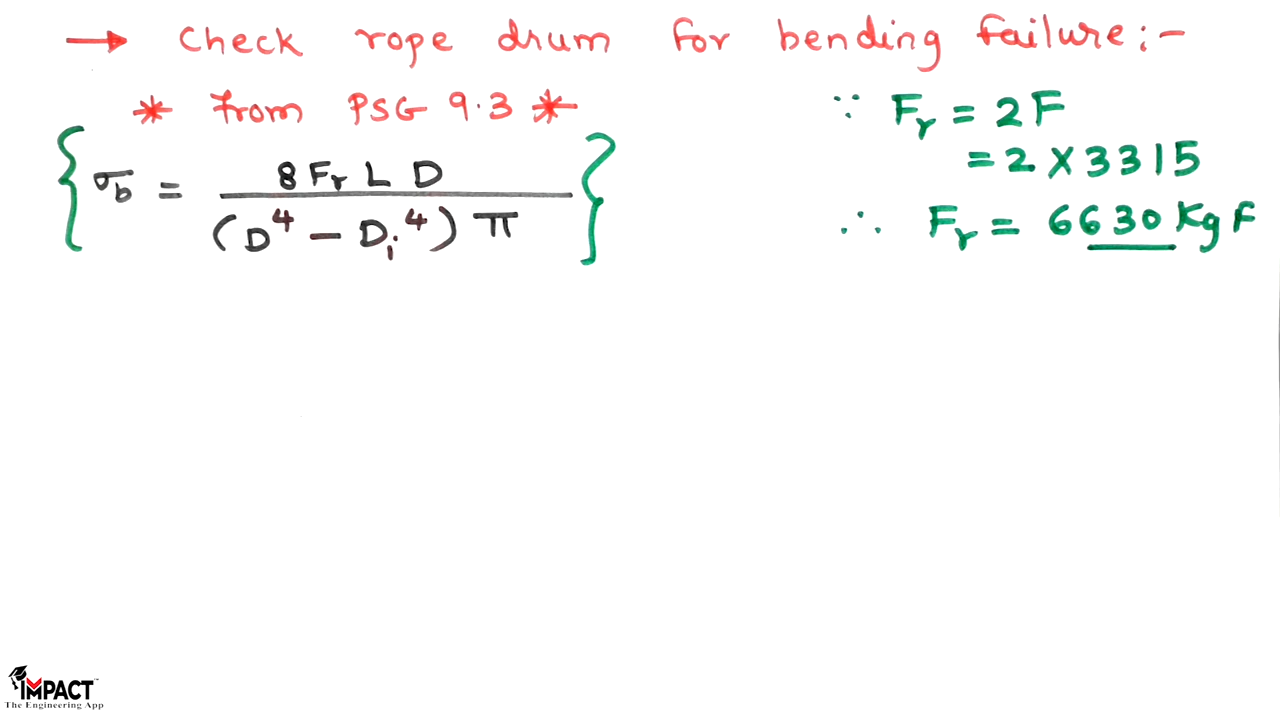 → Check rope drum for bending failure:-
* from PSG 9.3 *
{ σb = 8 Fr L D / (D⁴ - Di⁴) π }
∵ Fr = 2F
= 2 × 3315
∴ Fr = 6630 KgF
IMPACT
The Engineering App